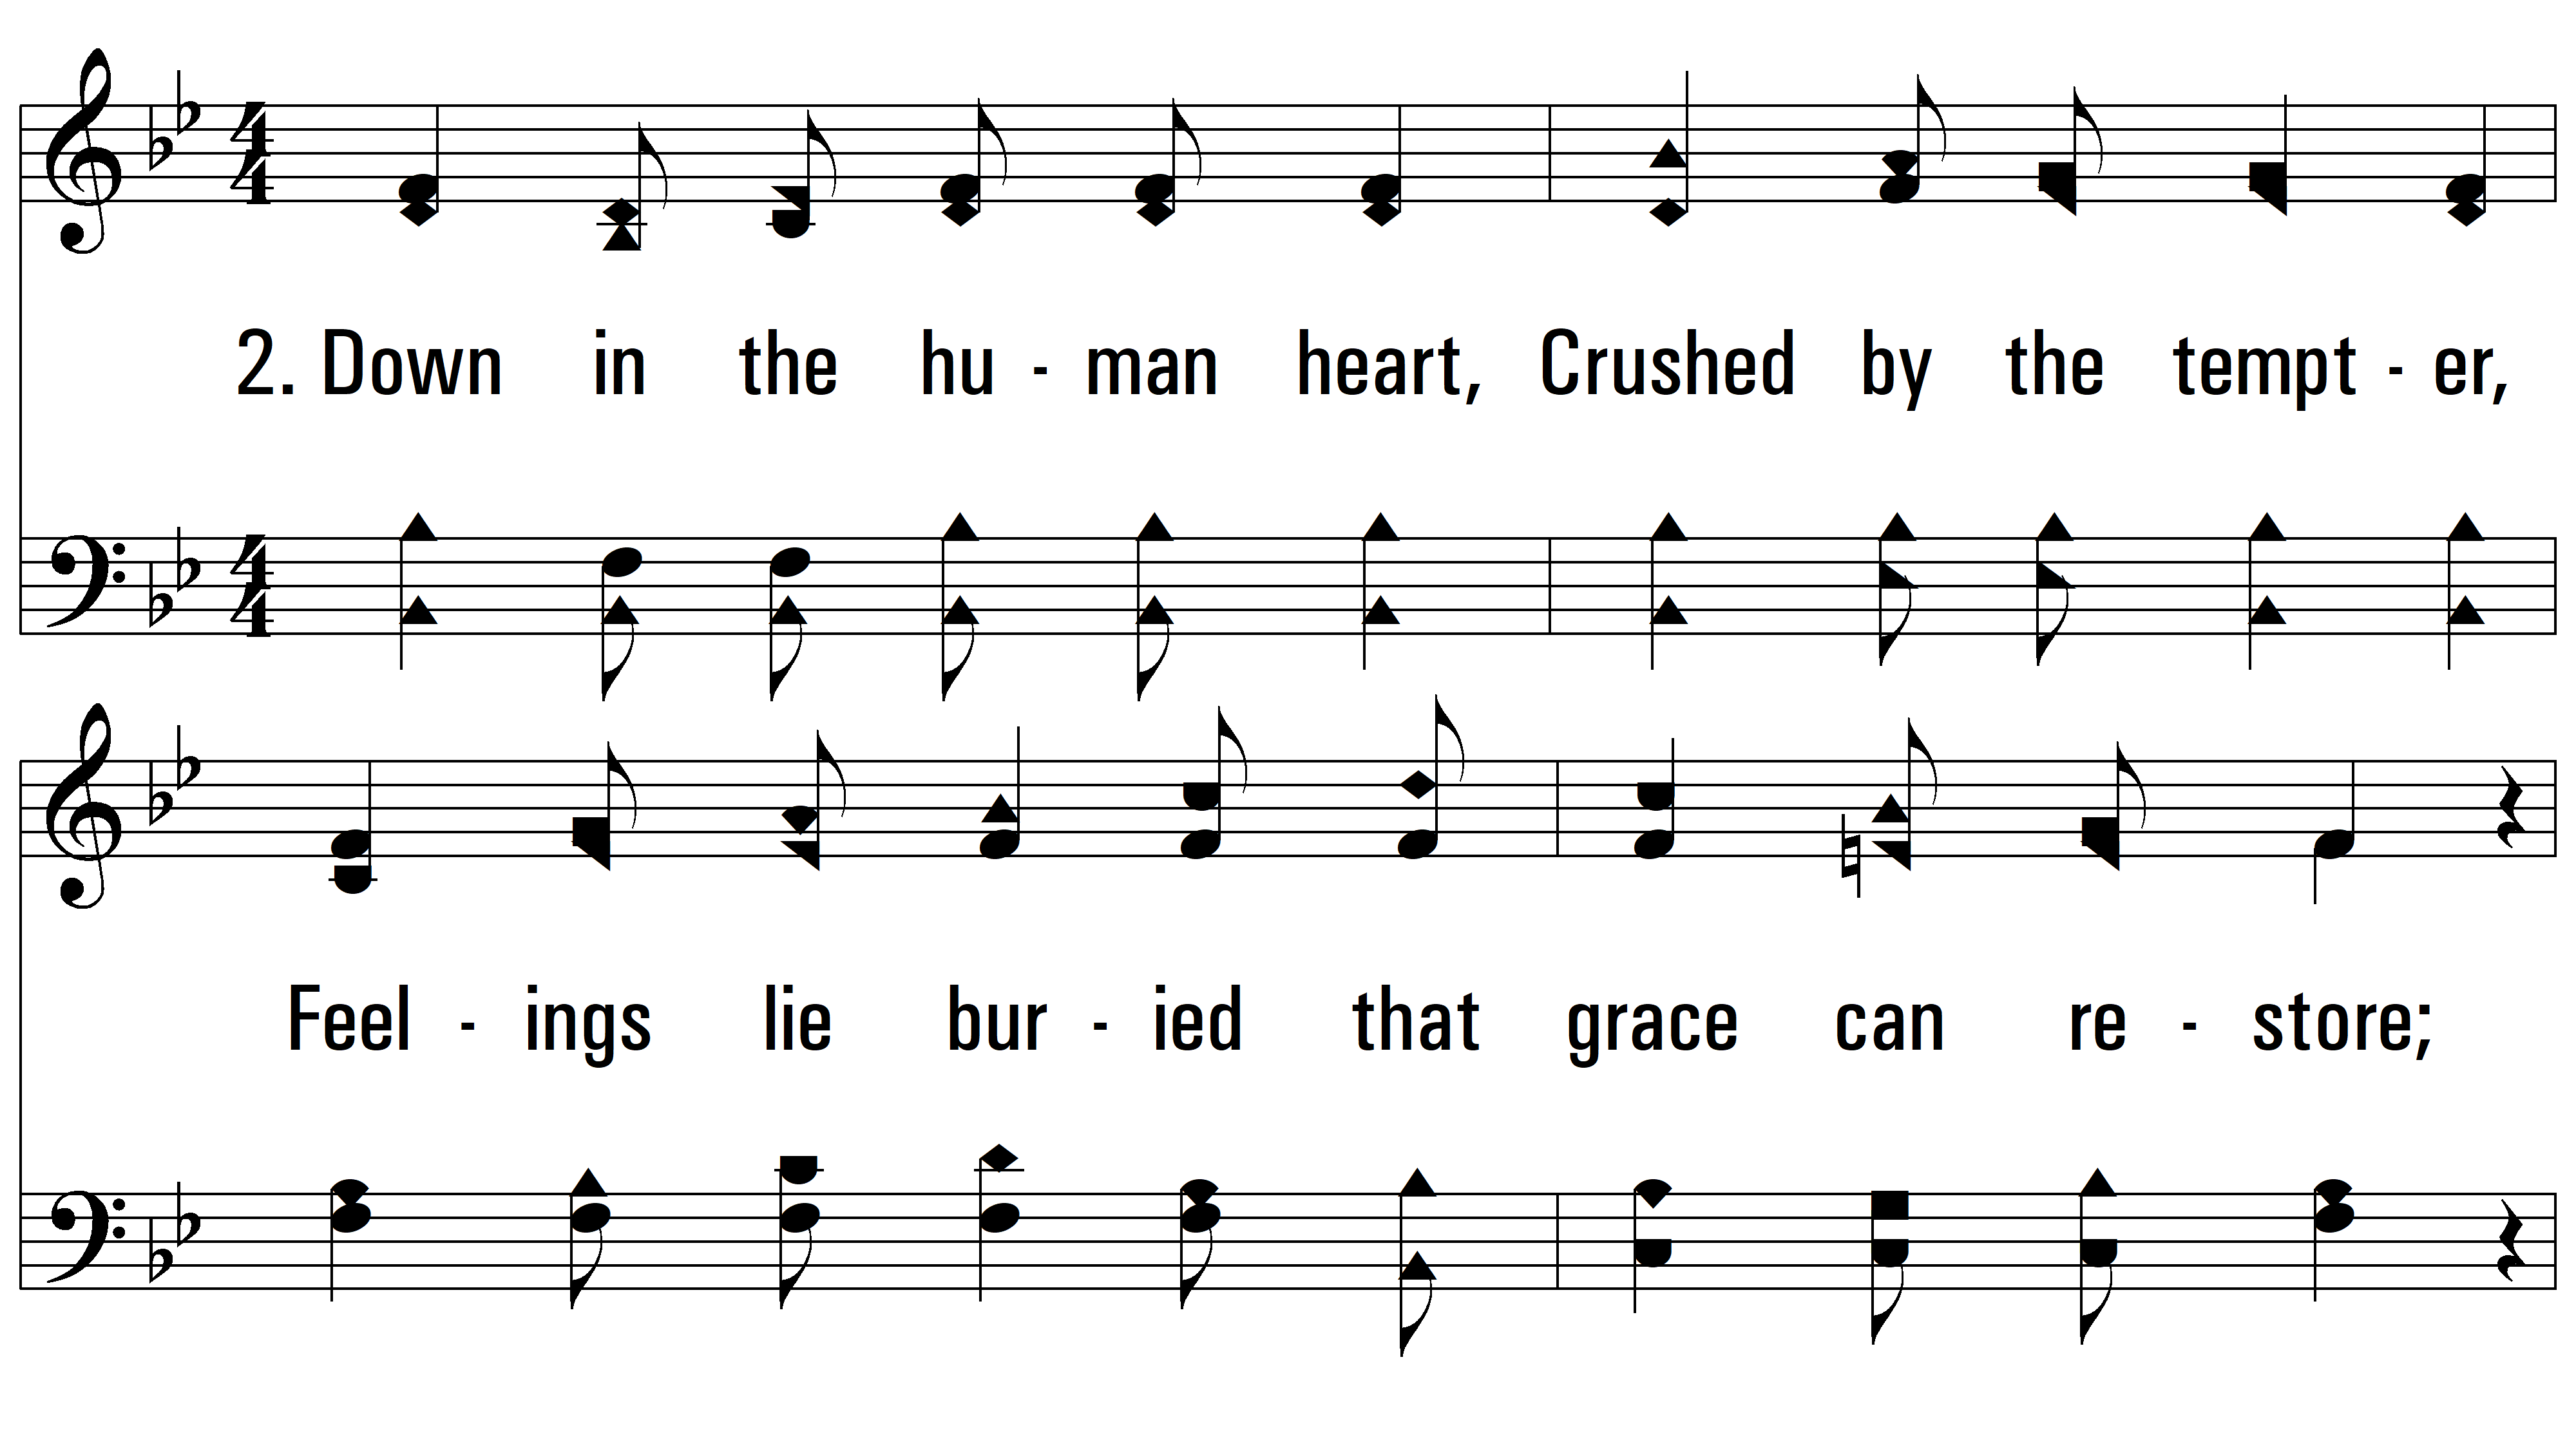 2. Down in the hu - man heart, Crushed by the tempt - er,
Feel - ings lie bur - ied that grace can re - store;